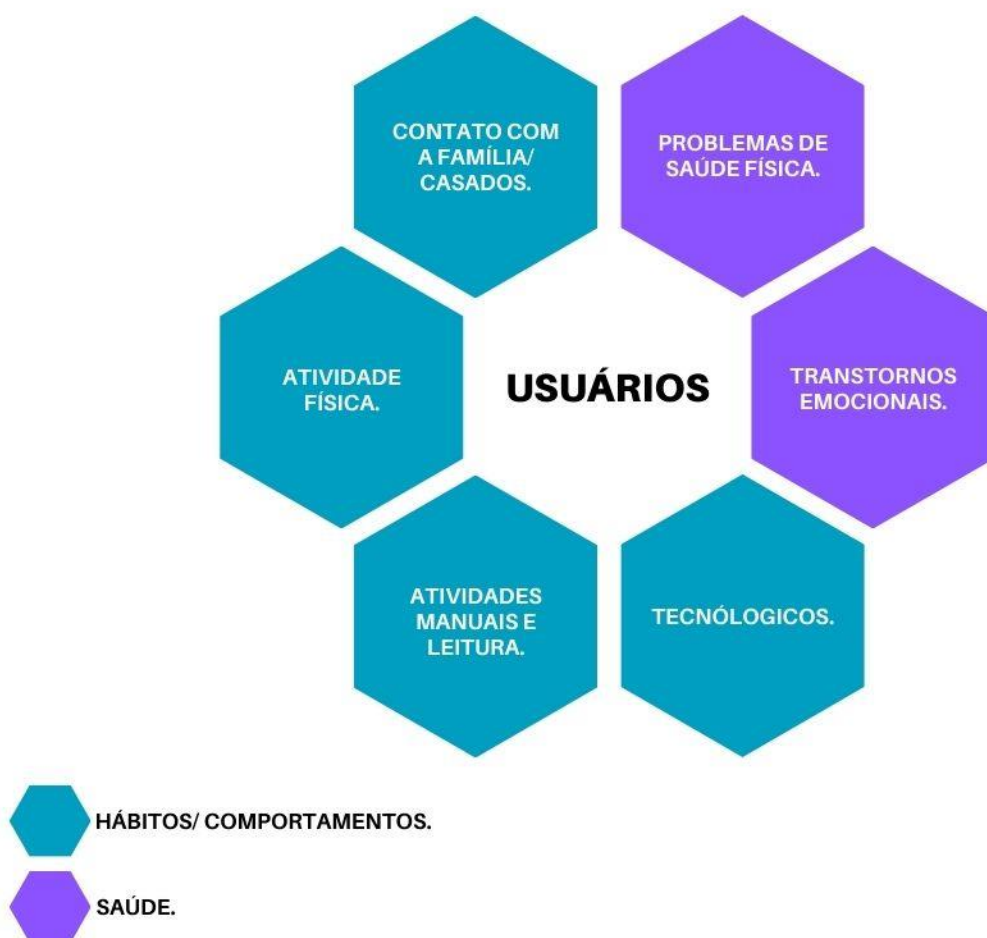 CONTATO COM
A FAMÍLIA/
CASADOS.
PROBLEMAS DE
SAÚDE FÍSICA.
ATIVIDADE
FÍSICA.
USUÁRIOS
TRANSTORNOS
EMOCIONAIS.
ATIVIDADES
MANUAIS E
LEITURA.
TECNÓLOGICOS.
HÁBITOS/ COMPORTAMENTOS.
SAÚDE.